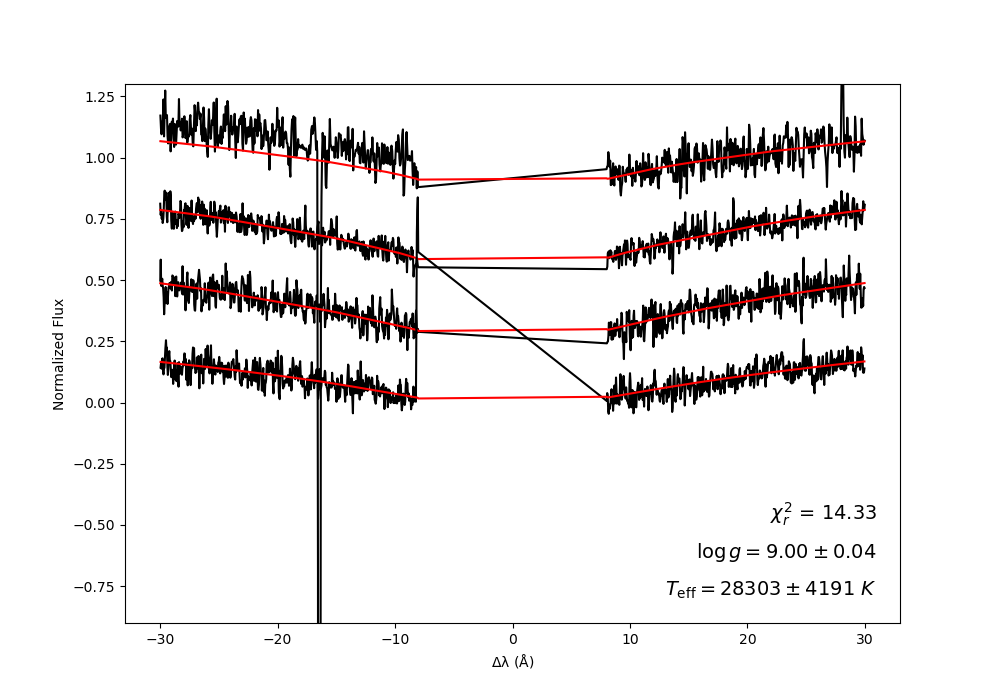 1.25
1.00
0.75
0.50
0.25
0.00
−0.25
−0.50
−0.75
Normalized Flux
χ²ᵣ = 14.33
log g = 9.00 ± 0.04
T_eff = 28303 ± 4191 K
−30 −20 −10 0 10 20 30
Δλ (Å)